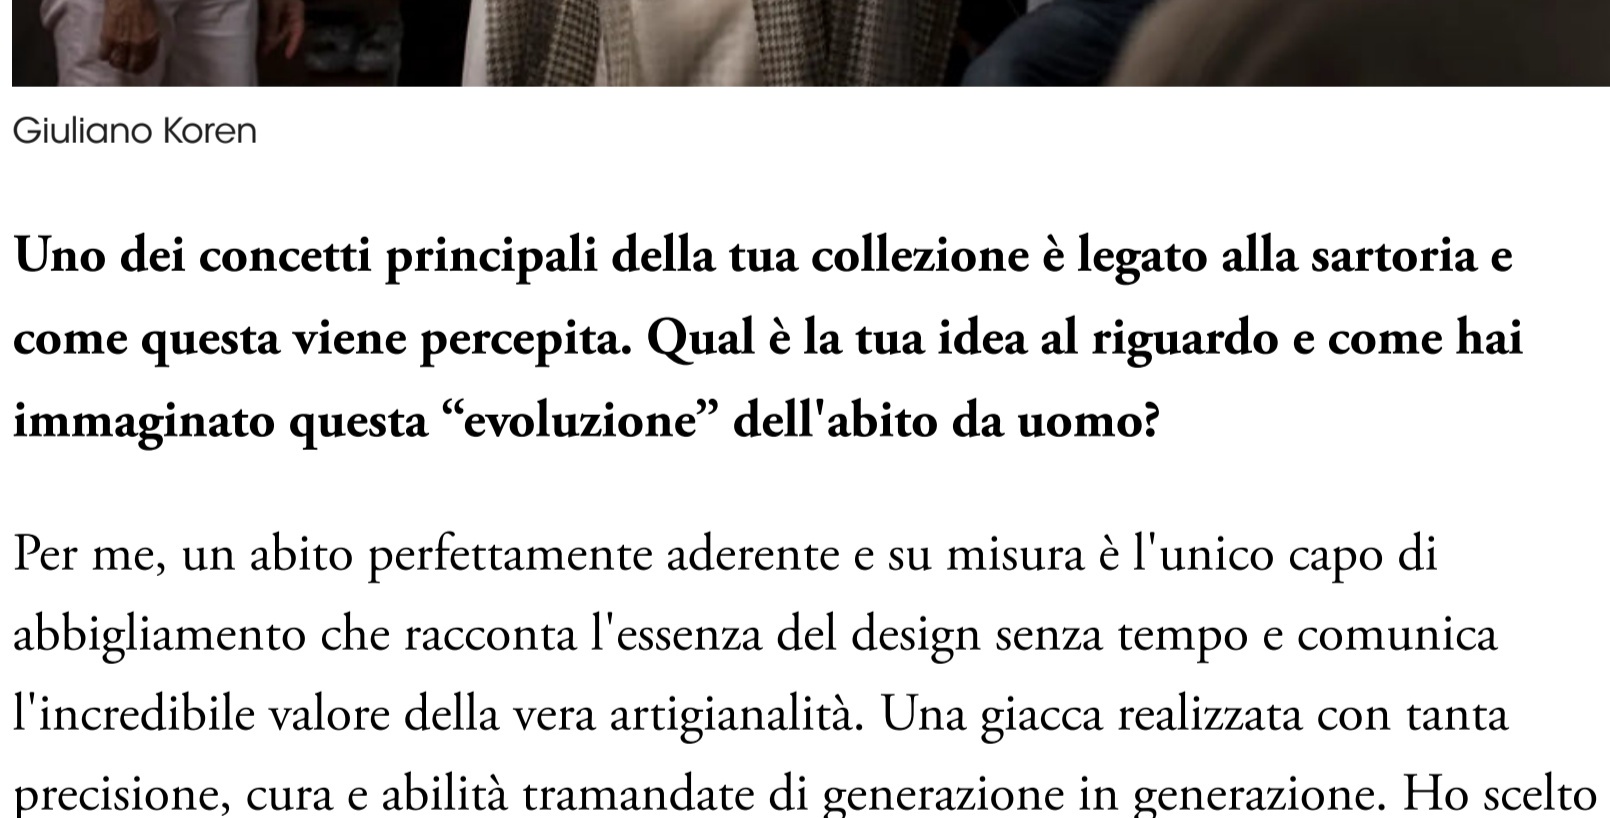 Giuliano Koren
Uno dei concetti principali della tua collezione è legato alla sartoria e
come questa viene percepita. Qual è la tua idea al riguardo e come hai
immaginato questa “evoluzione” dell'abito da uomo?
Per me, un abito perfettamente aderente e su misura è l'unico capo di
abbigliamento che racconta l'essenza del design senza tempo e comunica
l'incredibile valore della vera artigianalità. Una giacca realizzata con tanta
precisione, cura e abilità tramandate di generazione in generazione. Ho scelto